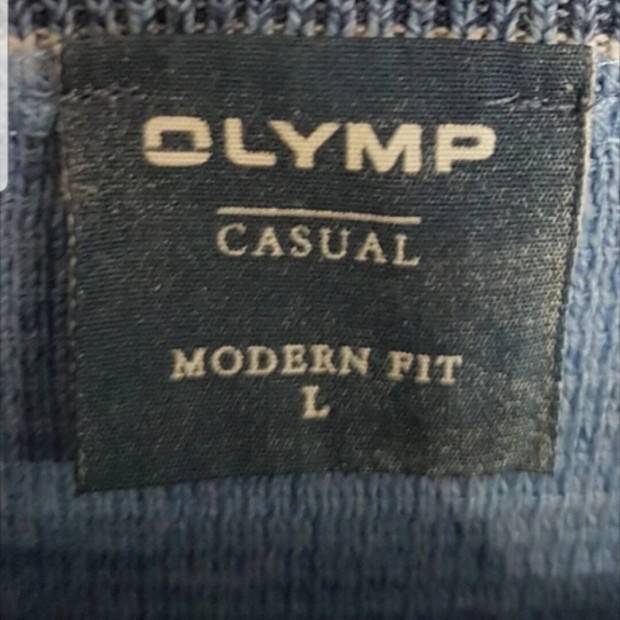 OLYMP
CASUAL
MODERN FIT
L